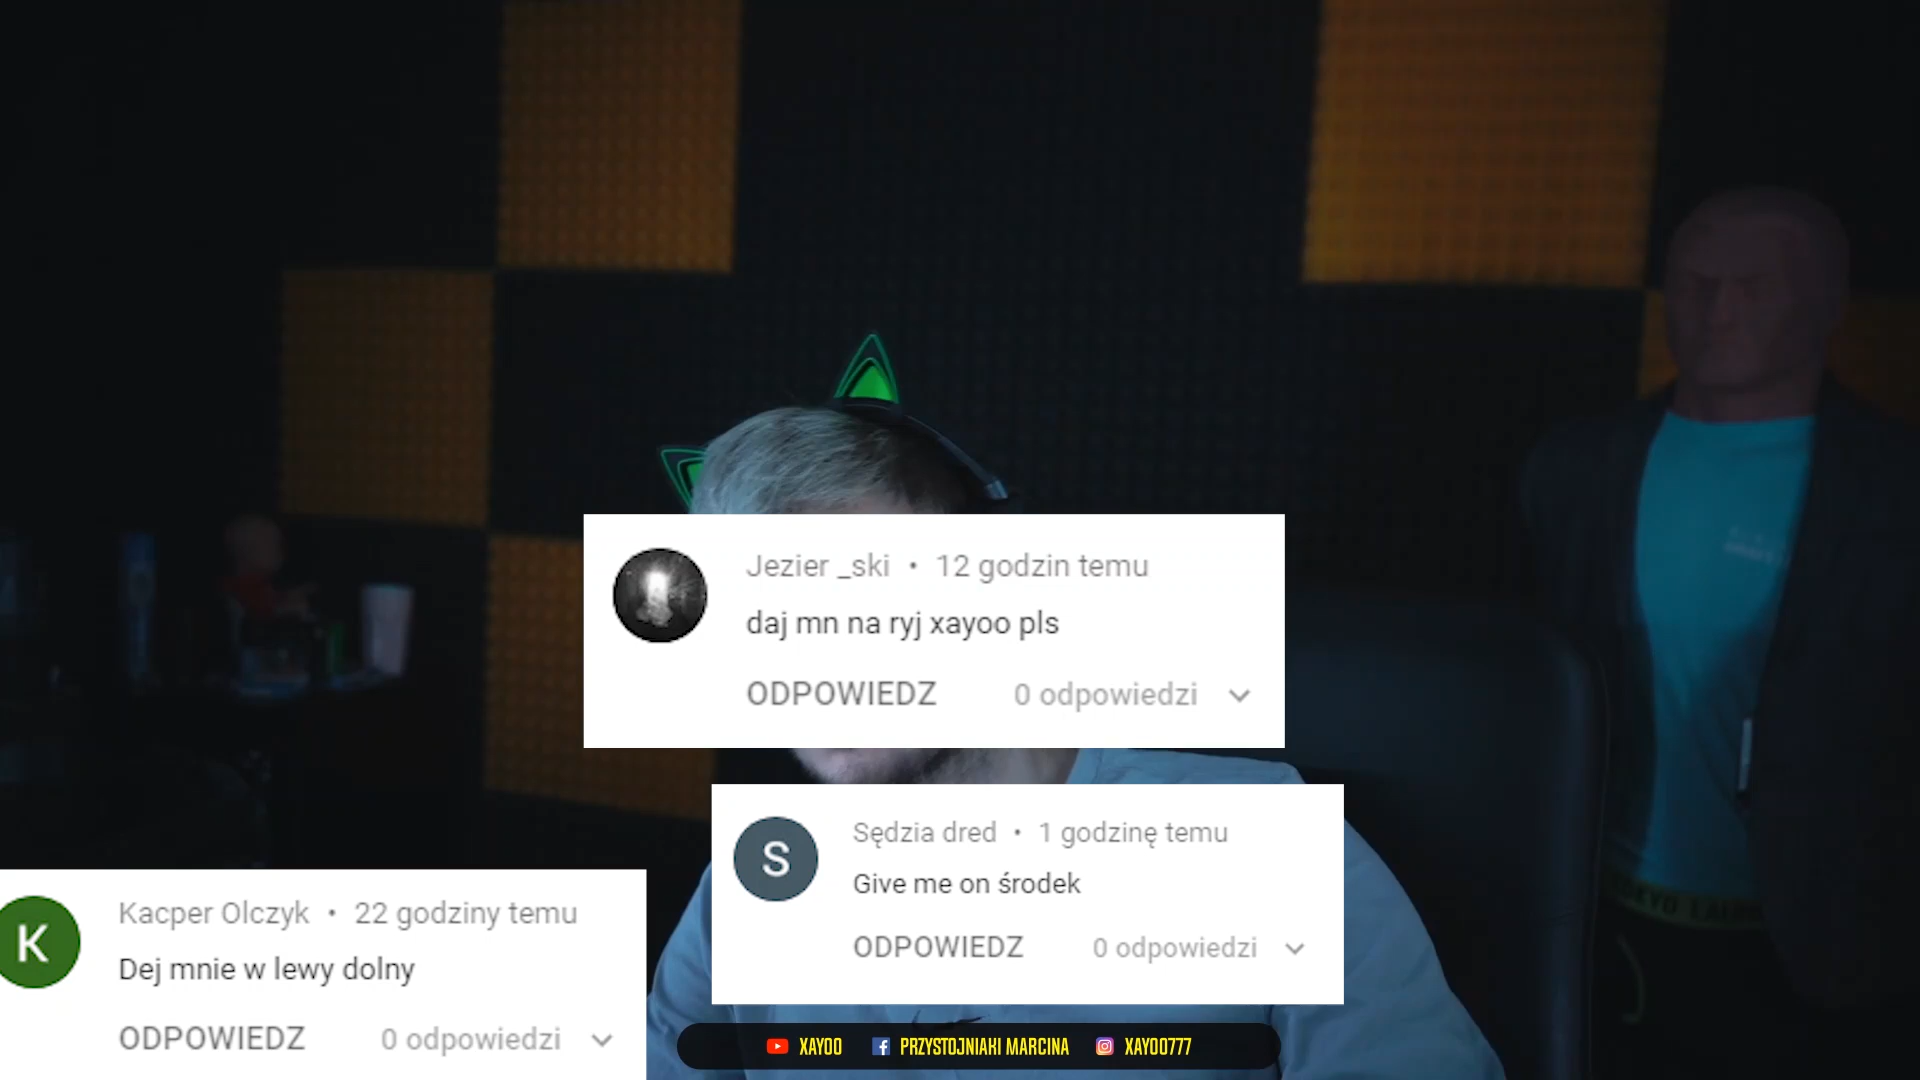 Jezier _ski • 12 godzin temu
daj mn na ryj xayoo pls
ODPOWIEDZ 0 odpowiedzi
S
Sędzia dred • 1 godzinę temu
Give me on środek
ODPOWIEDZ 0 odpowiedzi
K
Kacper Olczyk • 22 godziny temu
Dej mnie w lewy dolny
ODPOWIEDZ 0 odpowiedzi
XAYOO PRZYSTOJNIAKI MARCINA XAYOO777